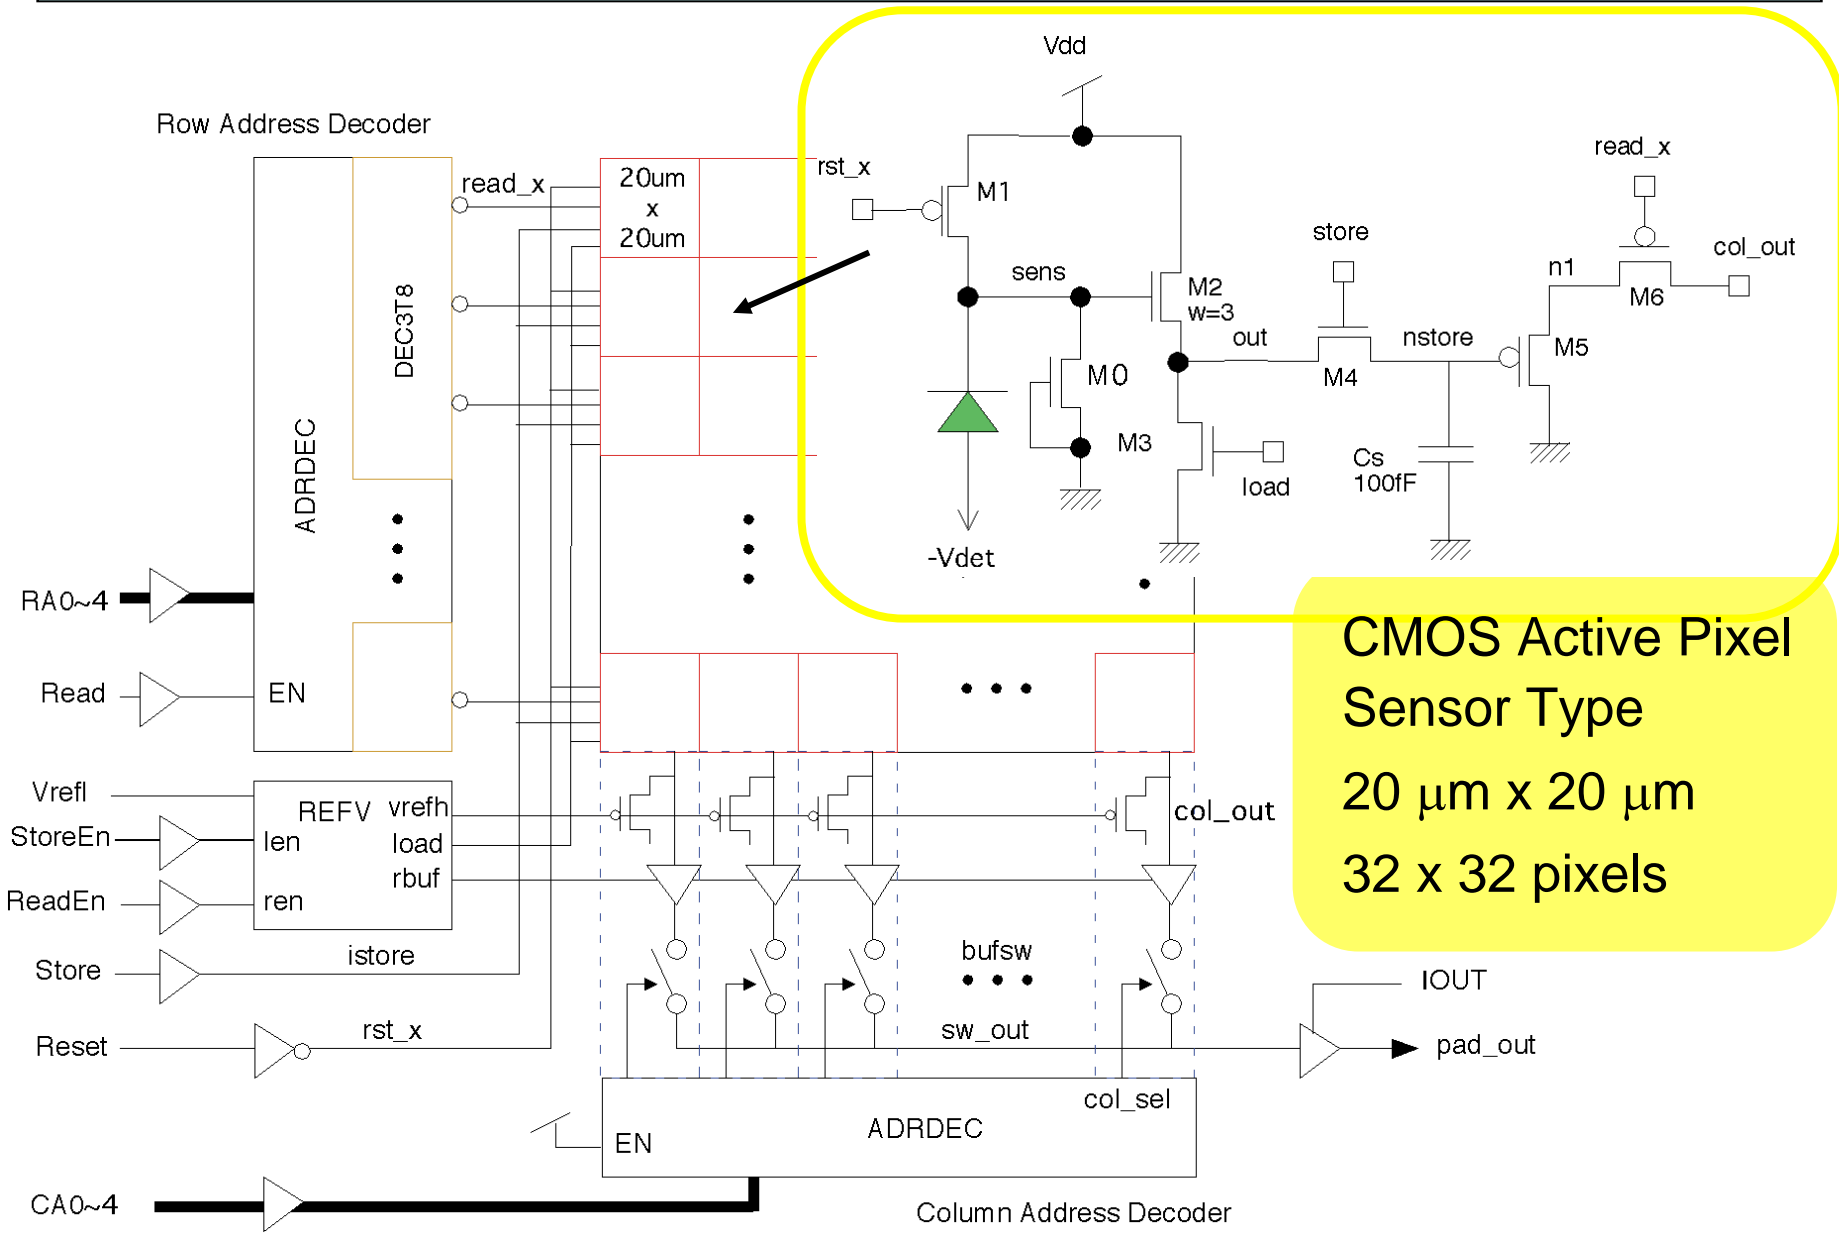 Vdd
Row Address Decoder
read_x
rst_x
M1
read_x
20um
x
20um
store
col_out
sens
n1
M2
w=3
M6
DEC3T8
out
nstore
M5
M0
M4
M3
ADRDEC
Cs
100fF
load
-Vdet
RA0~4
CMOS Active Pixel
Sensor Type
20 μm x 20 μm
32 x 32 pixels
Read
EN
Vrefl
REFV
vrefh
col_out
StoreEn
len
load
rbuf
ReadEn
ren
Store
istore
bufsw
IOUT
Reset
rst_x
sw_out
pad_out
col_sel
EN
ADRDEC
CA0~4
Column Address Decoder